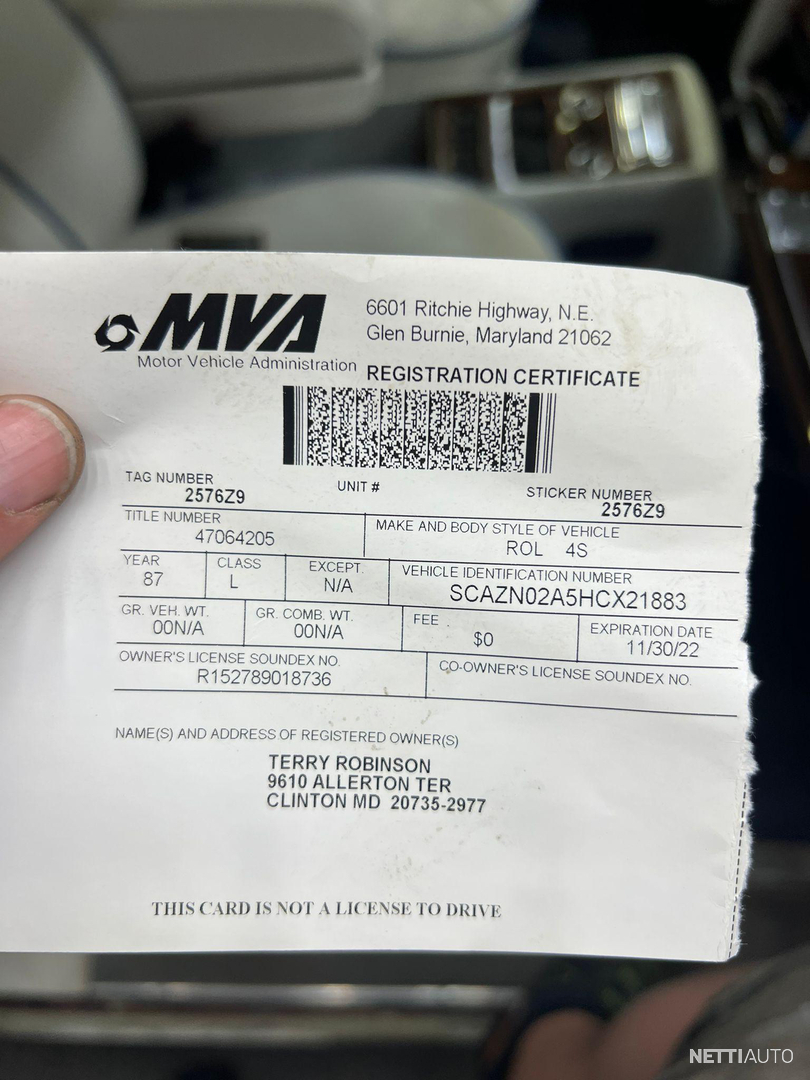 MVA
Motor Vehicle Administration
6601 Ritchie Highway, N.E.
Glen Burnie, Maryland 21062
REGISTRATION CERTIFICATE
TAG NUMBER
2576Z9
UNIT #
STICKER NUMBER
2576Z9
TITLE NUMBER
47064205
MAKE AND BODY STYLE OF VEHICLE
ROL 4S
YEAR
87
CLASS
L
EXCEPT.
N/A
VEHICLE IDENTIFICATION NUMBER
SCAZN02A5HCX21883
GR. VEH. WT.
00N/A
GR. COMB. WT.
00N/A
FEE
$0
EXPIRATION DATE
11/30/22
OWNER'S LICENSE SOUNDEX NO.
R152789018736
CO-OWNER'S LICENSE SOUNDEX NO.
NAME(S) AND ADDRESS OF REGISTERED OWNER(S)
TERRY ROBINSON
9610 ALLERTON TER
CLINTON MD 20735-2977
THIS CARD IS NOT A LICENSE TO DRIVE
NETTIAUTO